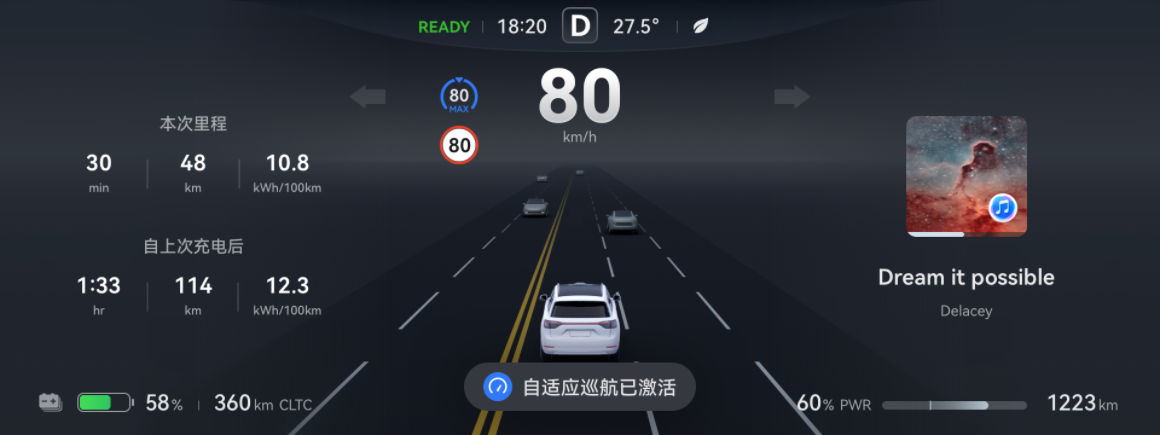 READY 18:20 D 27.5°
80 MAX
80
80
km/h
本次里程
30 48 10.8
min km kWh/100km
自上次充电后
1:33 114 12.3
hr km kWh/100km
Dream it possible
Delacey
自适应巡航已激活
58% 360 km CLTC
60% PWR 1223 km